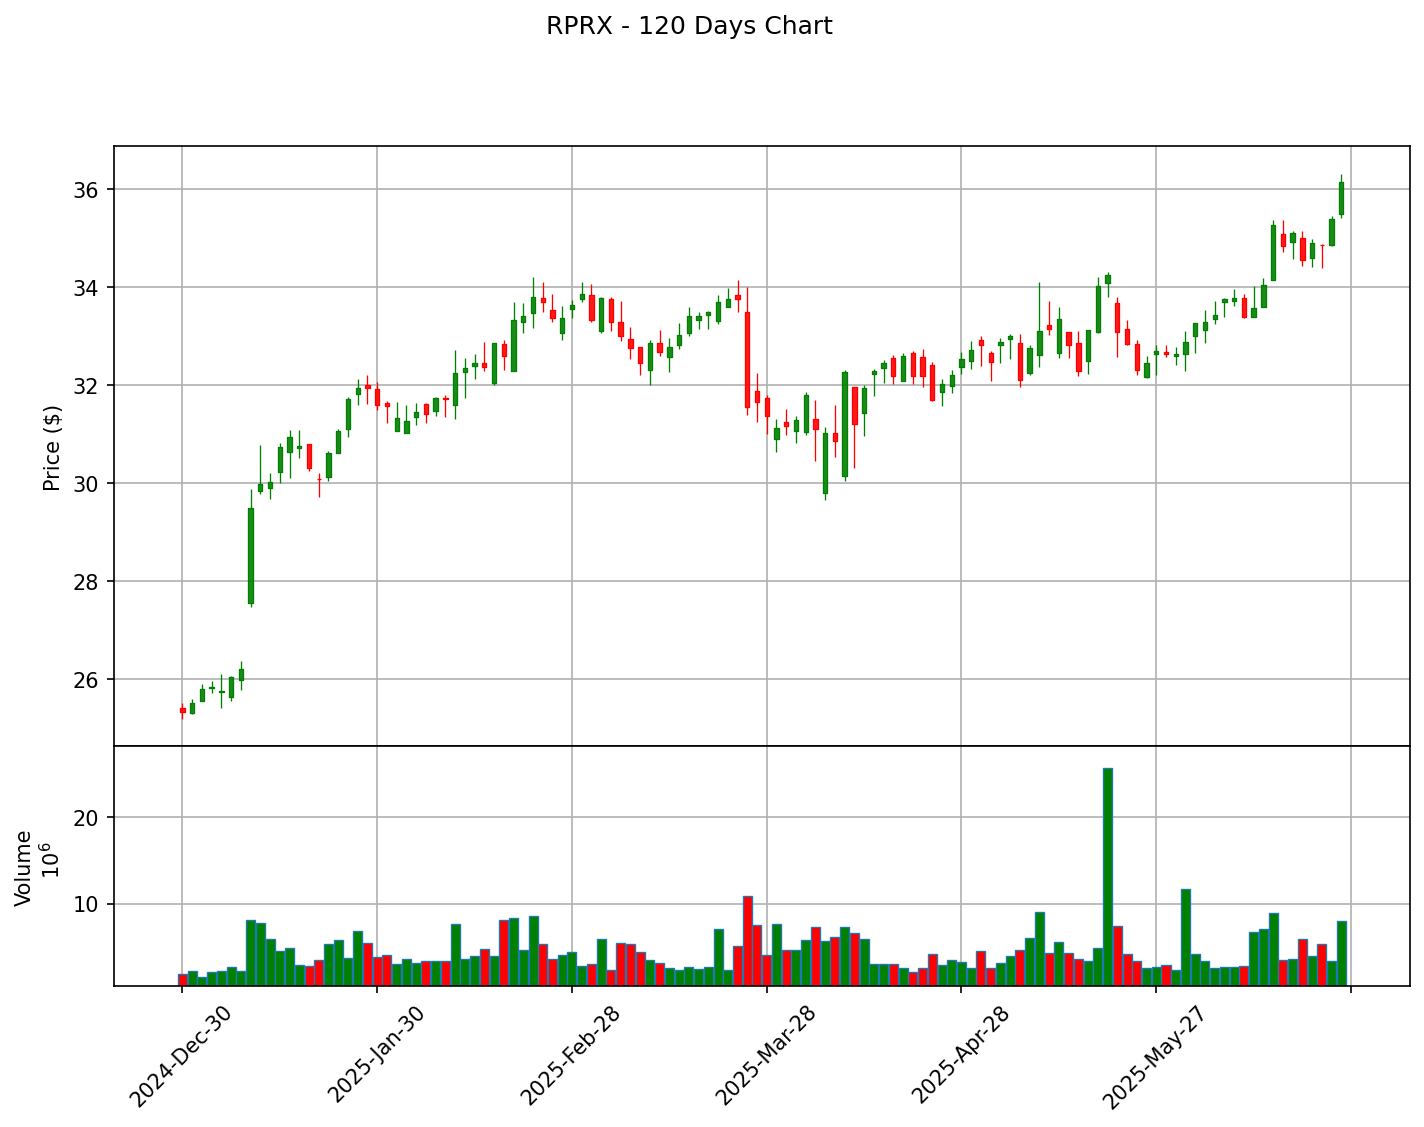 RPRX - 120 Days Chart
Price ($)
36
34
32
30
28
26
Volume
10^6
20
10
2024-Dec-30
2025-Jan-30
2025-Feb-28
2025-Mar-28
2025-Apr-28
2025-May-27